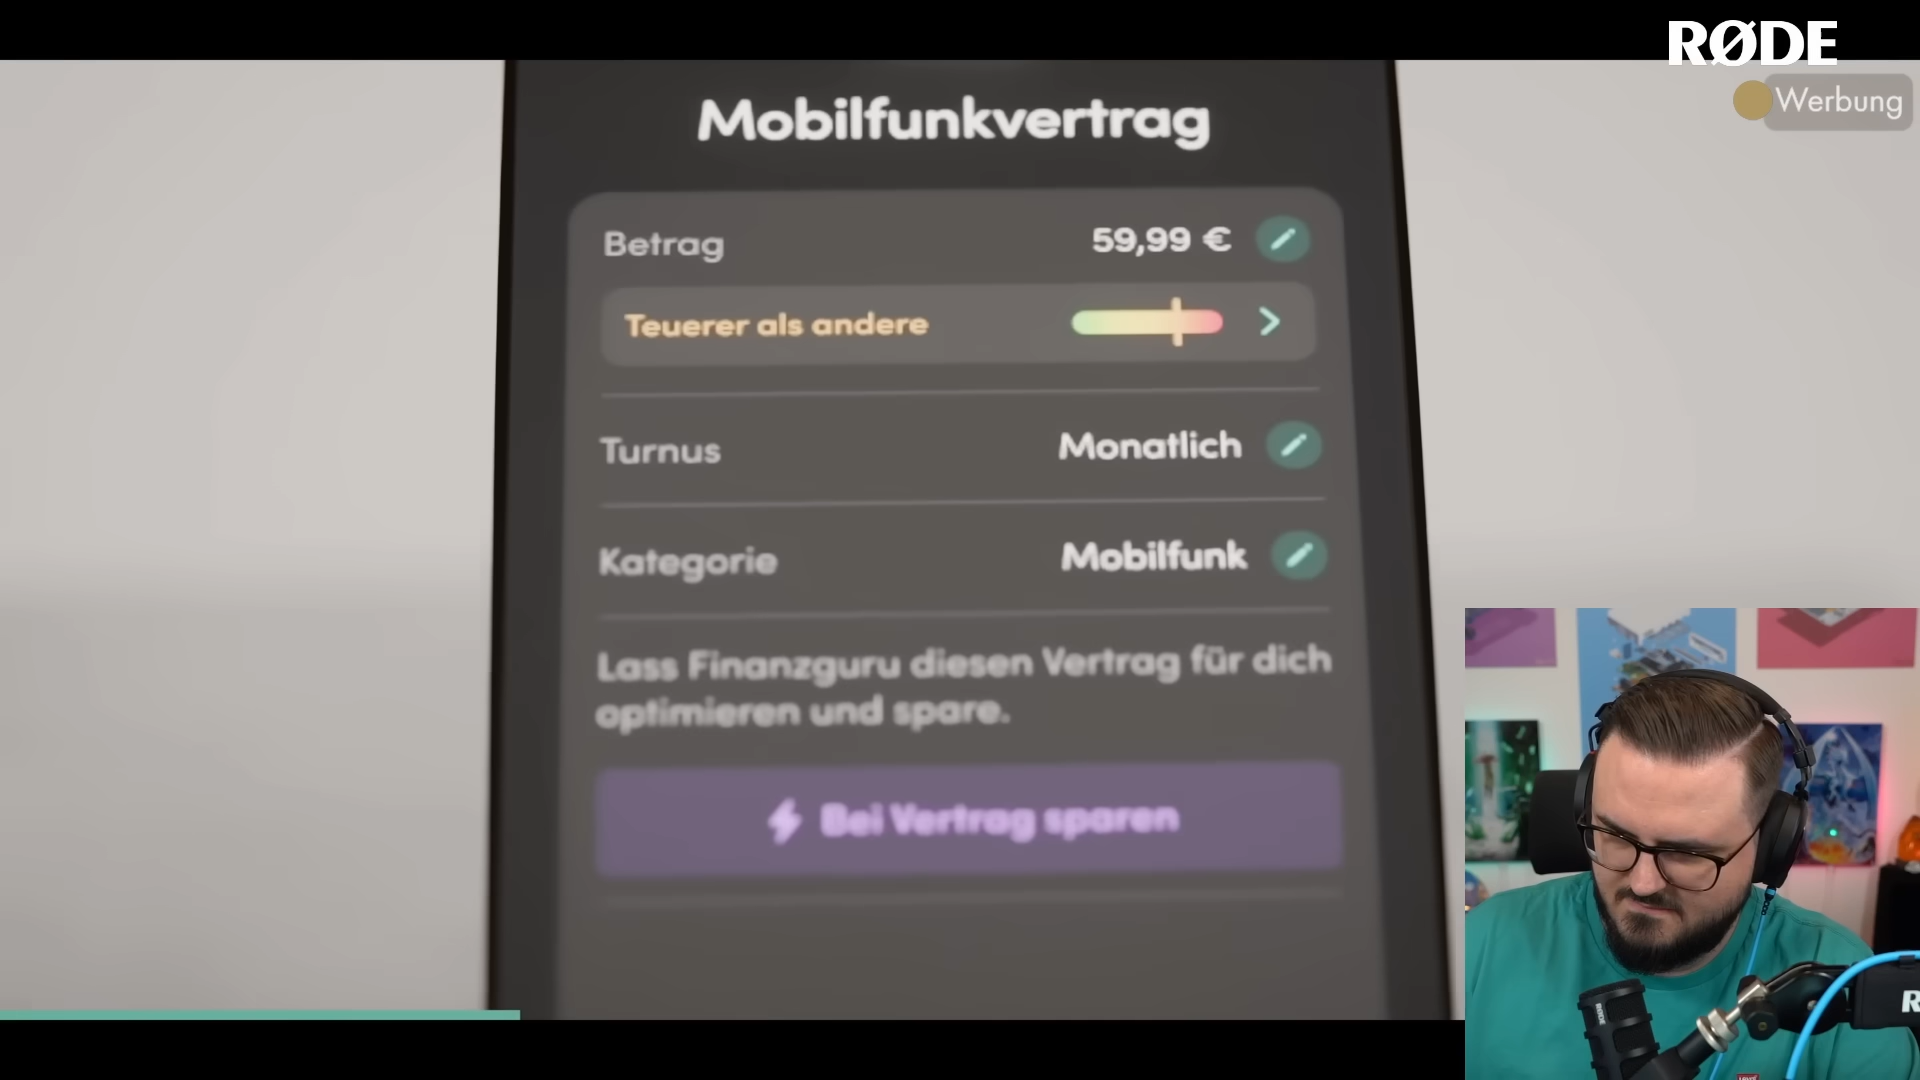 RØDE
Werbung
Mobilfunkvertrag
Betrag 59,99 €
Teuerer als andere
Turnus Monatlich
Kategorie Mobilfunk
Lass Finanzguru diesen Vertrag für dich
optimieren und spare.
Bei Vertrag sparen
RØDE
R